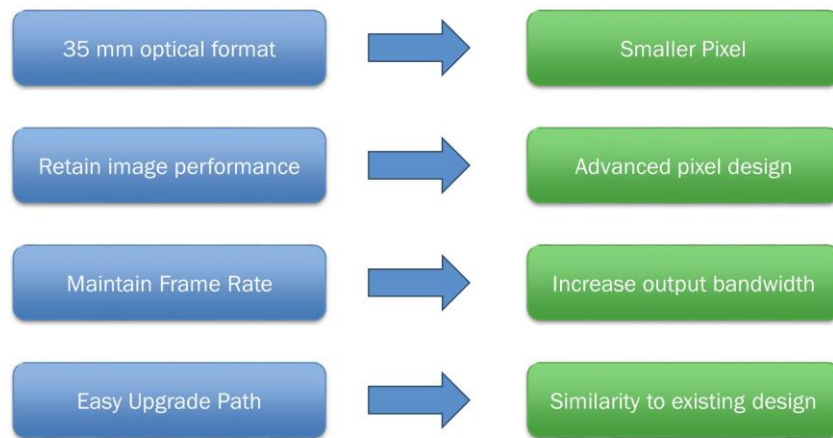 35 mm optical format
Smaller Pixel
Retain image performance
Advanced pixel design
Maintain Frame Rate
Increase output bandwidth
Easy Upgrade Path
Similarity to existing design